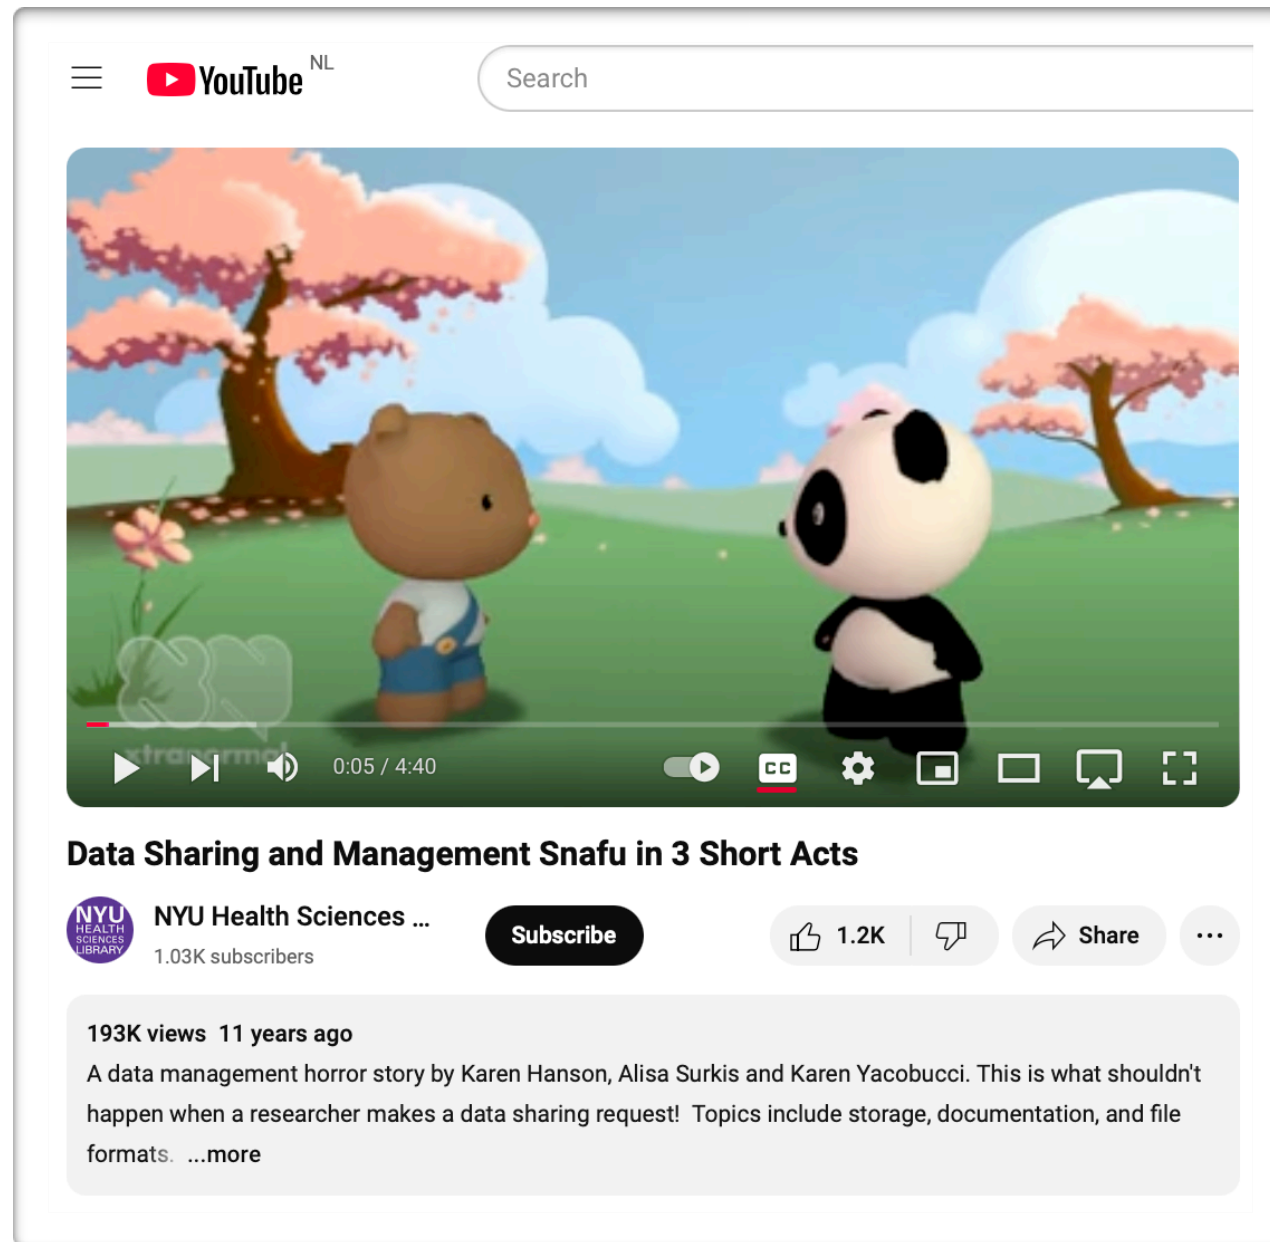 YouTube NL
Search
xtranormal
0:05 / 4:40
CC
Data Sharing and Management Snafu in 3 Short Acts
NYU
HEALTH
SCIENCES
LIBRARY
NYU Health Sciences ...
1.03K subscribers
Subscribe
1.2K
Share
193K views 11 years ago
A data management horror story by Karen Hanson, Alisa Surkis and Karen Yacobucci. This is what shouldn't
happen when a researcher makes a data sharing request! Topics include storage, documentation, and file
formats. ...more